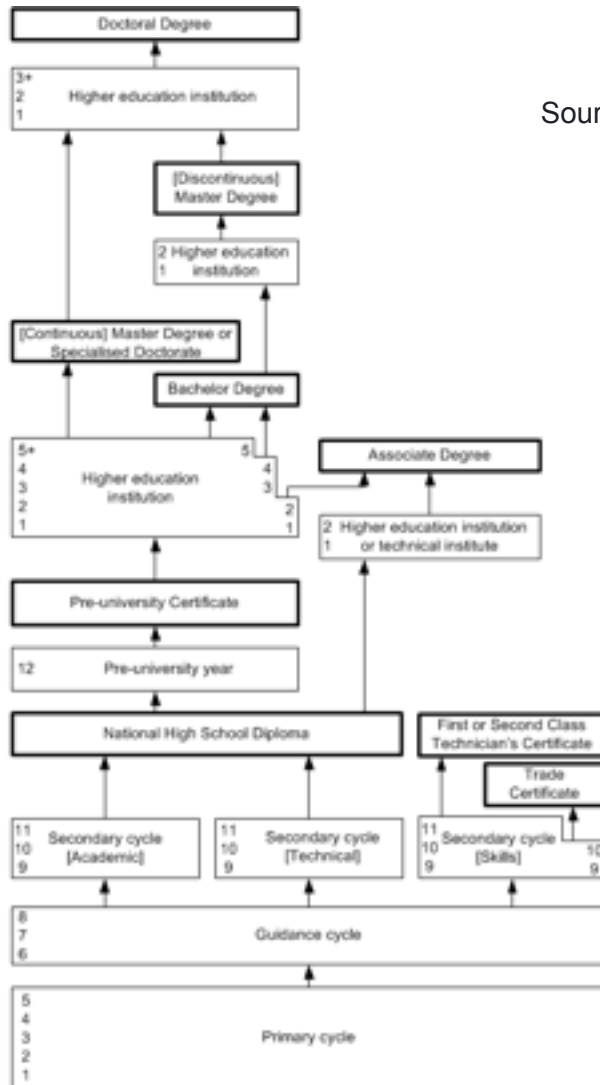 Doctoral Degree
3+
2
1
Higher education institution
Sour
[Discontinuous]
Master Degree
2
1
Higher education
institution
[Continuous] Master Degree or
Specialised Doctorate
Bachelor Degree
5+
4
3
2
1
Higher education
institution
5
4
3
2
1
Associate Degree
2
1
Higher education institution
or technical institute
Pre-university Certificate
12
Pre-university year
National High School Diploma
First or Second Class
Technician's Certificate
Trade
Certificate
11
10
9
Secondary cycle
[Academic]
11
10
9
Secondary cycle
[Technical]
11
10
9
Secondary cycle
[Skills]
10
9
8
7
6
Guidance cycle
5
4
3
2
1
Primary cycle